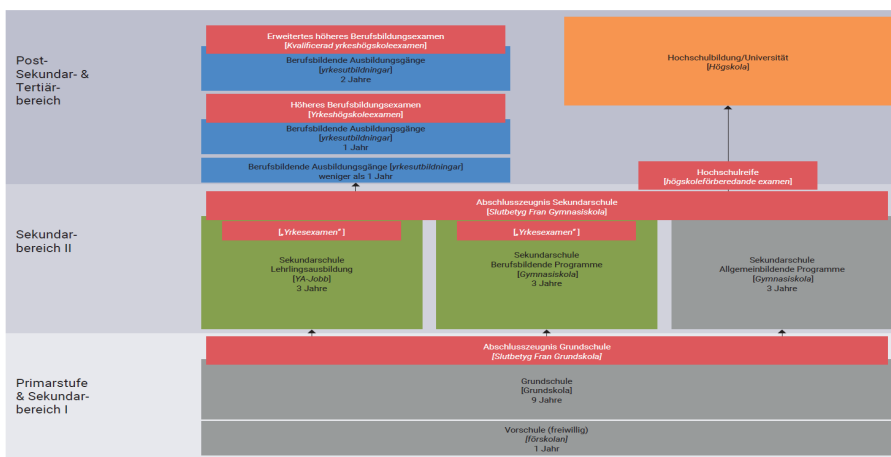 Post-
Sekundar- &
Tertiär-
bereich
Erweitertes höheres Berufsbildungsexamen
[Kvalificerad yrkeshögskoleexamen]
Berufsbildende Ausbildungsgänge
[yrkesutbildningar]
2 Jahre
Höheres Berufsbildungsexamen
[Yrkeshögskoleexamen]
Berufsbildende Ausbildungsgänge
[yrkesutbildningar]
1 Jahr
Berufsbildende Ausbildungsgänge [yrkesutbildningar]
weniger als 1 Jahr
Hochschulbildung/Universität
[Högskola]
Hochschulreife
[högskoleförberedande examen]
Sekundar-
bereich II
Abschlusszeugnis Sekundarschule
[Slutbetyg Fran Gymnasiskola]
[„Yrkesexamen" ]
Sekundarschule
Lehrlingsausbildung
[YA-Jobb]
3 Jahre
[„Yrkesexamen" ]
Sekundarschule
Berufsbildende Programme
[Gymnasiskola]
3 Jahre
Sekundarschule
Allgemeinbildende Programme
[Gymnasiskola]
3 Jahre
Primarstufe
& Sekundar-
bereich I
Abschlusszeugnis Grundschule
[Slutbetyg Fran Grundskola]
Grundschule
[Grundskola]
9 Jahre
Vorschule (freiwillig)
[förskolan]
1 Jahr